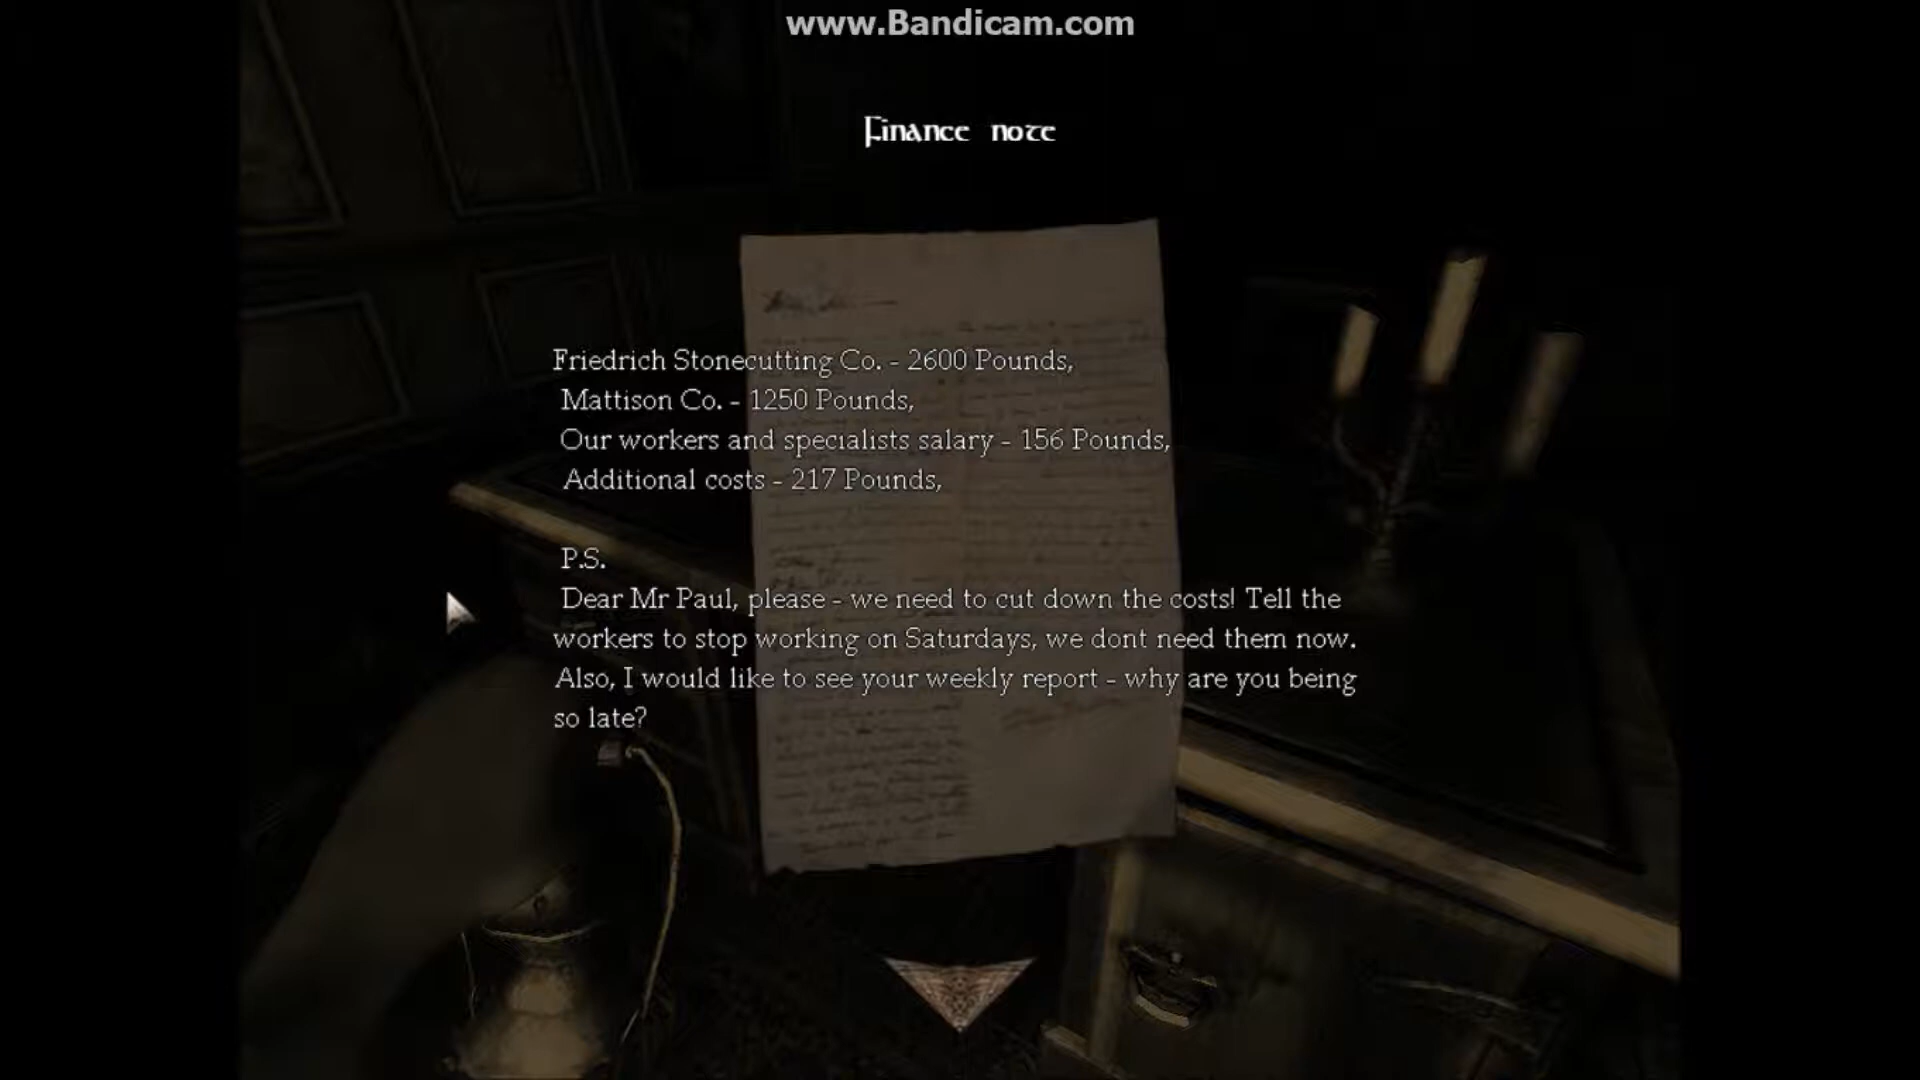 www.Bandicam.com
Finance note
Friedrich Stonecutting Co. - 2600 Pounds,
Mattison Co. - 1250 Pounds,
Our workers and specialists salary - 156 Pounds,
Additional costs - 217 Pounds,
P.S.
Dear Mr Paul, please - we need to cut down the costs! Tell the
workers to stop working on Saturdays, we dont need them now.
Also, I would like to see your weekly report - why are you being
so late?